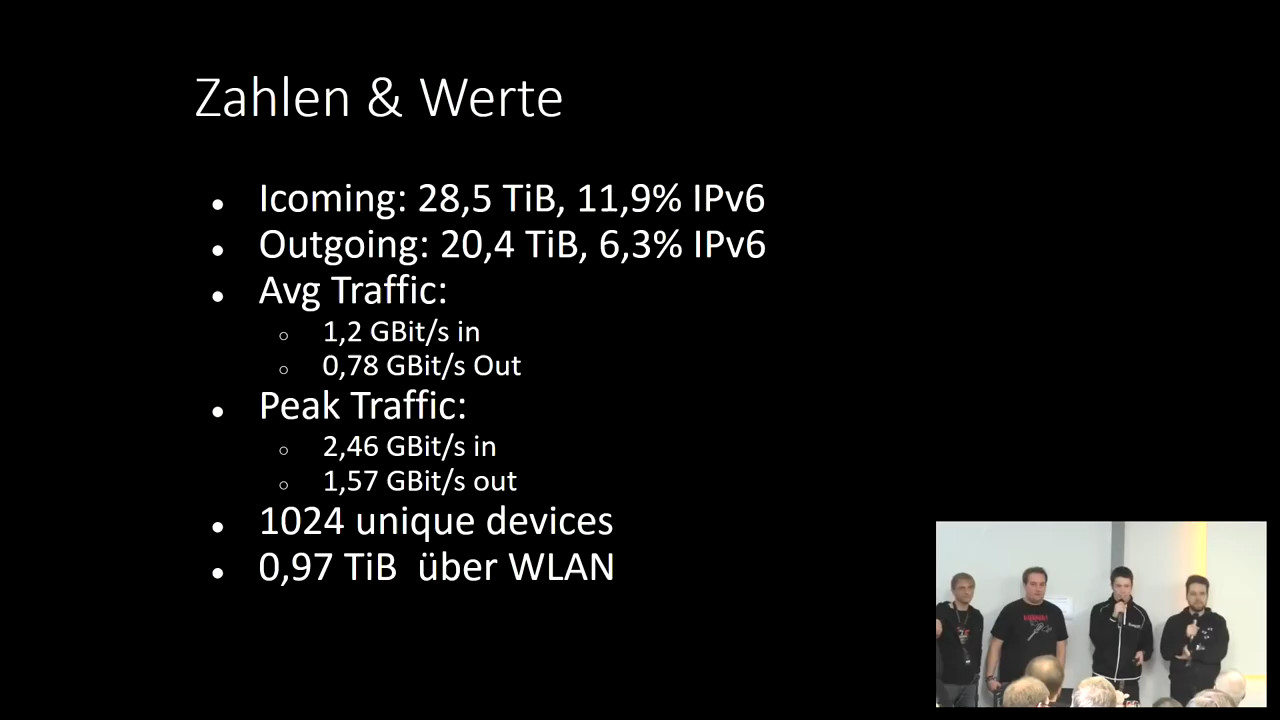 Zahlen & Werte
Icoming: 28,5 TiB, 11,9% IPv6
Outgoing: 20,4 TiB, 6,3% IPv6
Avg Traffic:
1,2 GBit/s in
0,78 GBit/s Out
Peak Traffic:
2,46 GBit/s in
1,57 GBit/s out
1024 unique devices
0,97 TiB über WLAN